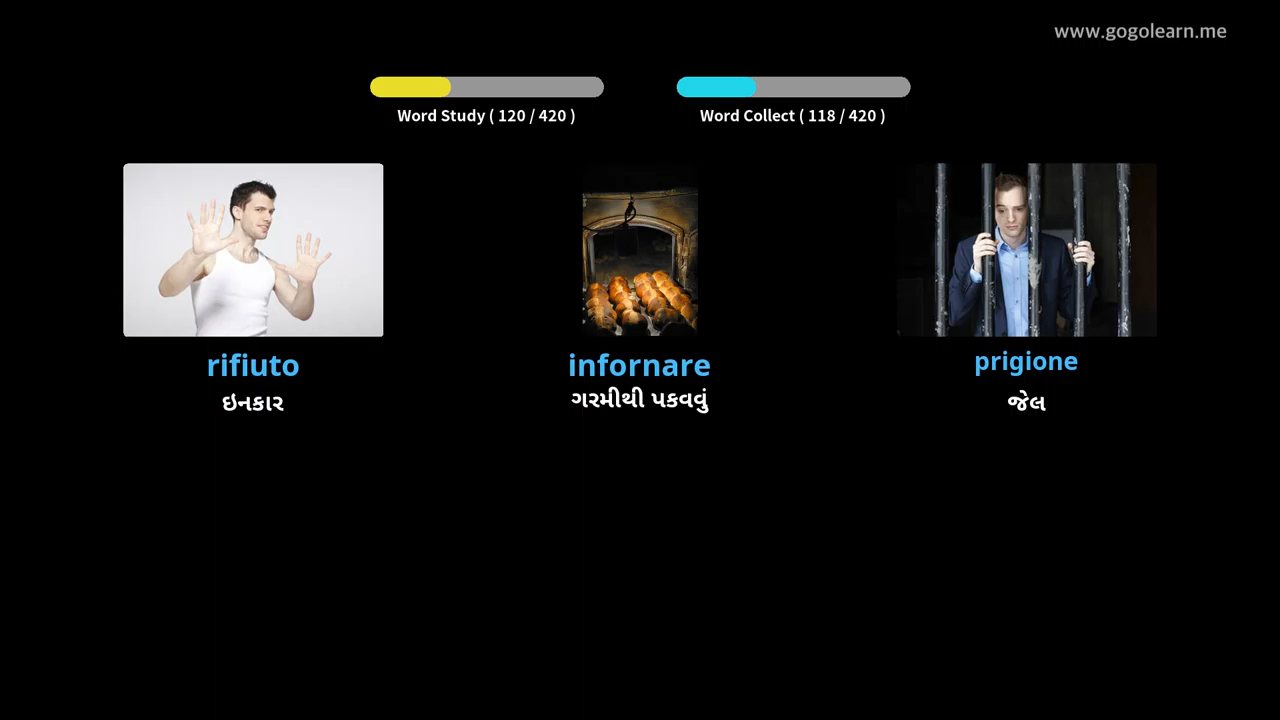 www.gogolearn.me
Word Study ( 120 / 420 )
Word Collect ( 118 / 420 )
rifiuto
infornare
prigione
ઇનકાર
ગરમીથી પકવવું
જેલ